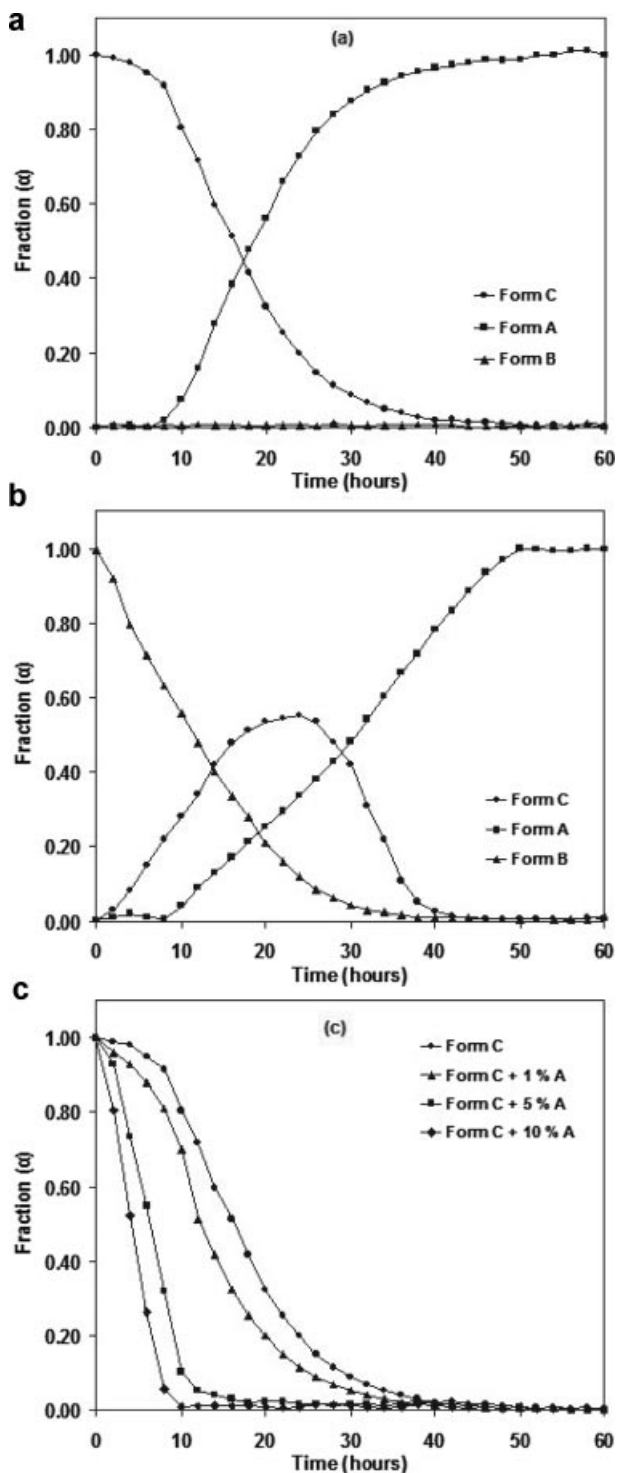 a
(a)
1.00
0.80
0.60
0.40
0.20
0.00
Fraction (α)
Form C
Form A
Form B
0 10 20 30 40 50 60
Time (hours)
b
1.00
0.80
0.60
0.40
0.20
0.00
Fraction (α)
Form C
Form A
Form B
0 10 20 30 40 50 60
Time (hours)
c
(c)
1.00
0.80
0.60
0.40
0.20
0.00
Fraction (α)
Form C
Form C + 1 % A
Form C + 5 % A
Form C + 10 % A
0 10 20 30 40 50 60
Time (hours)